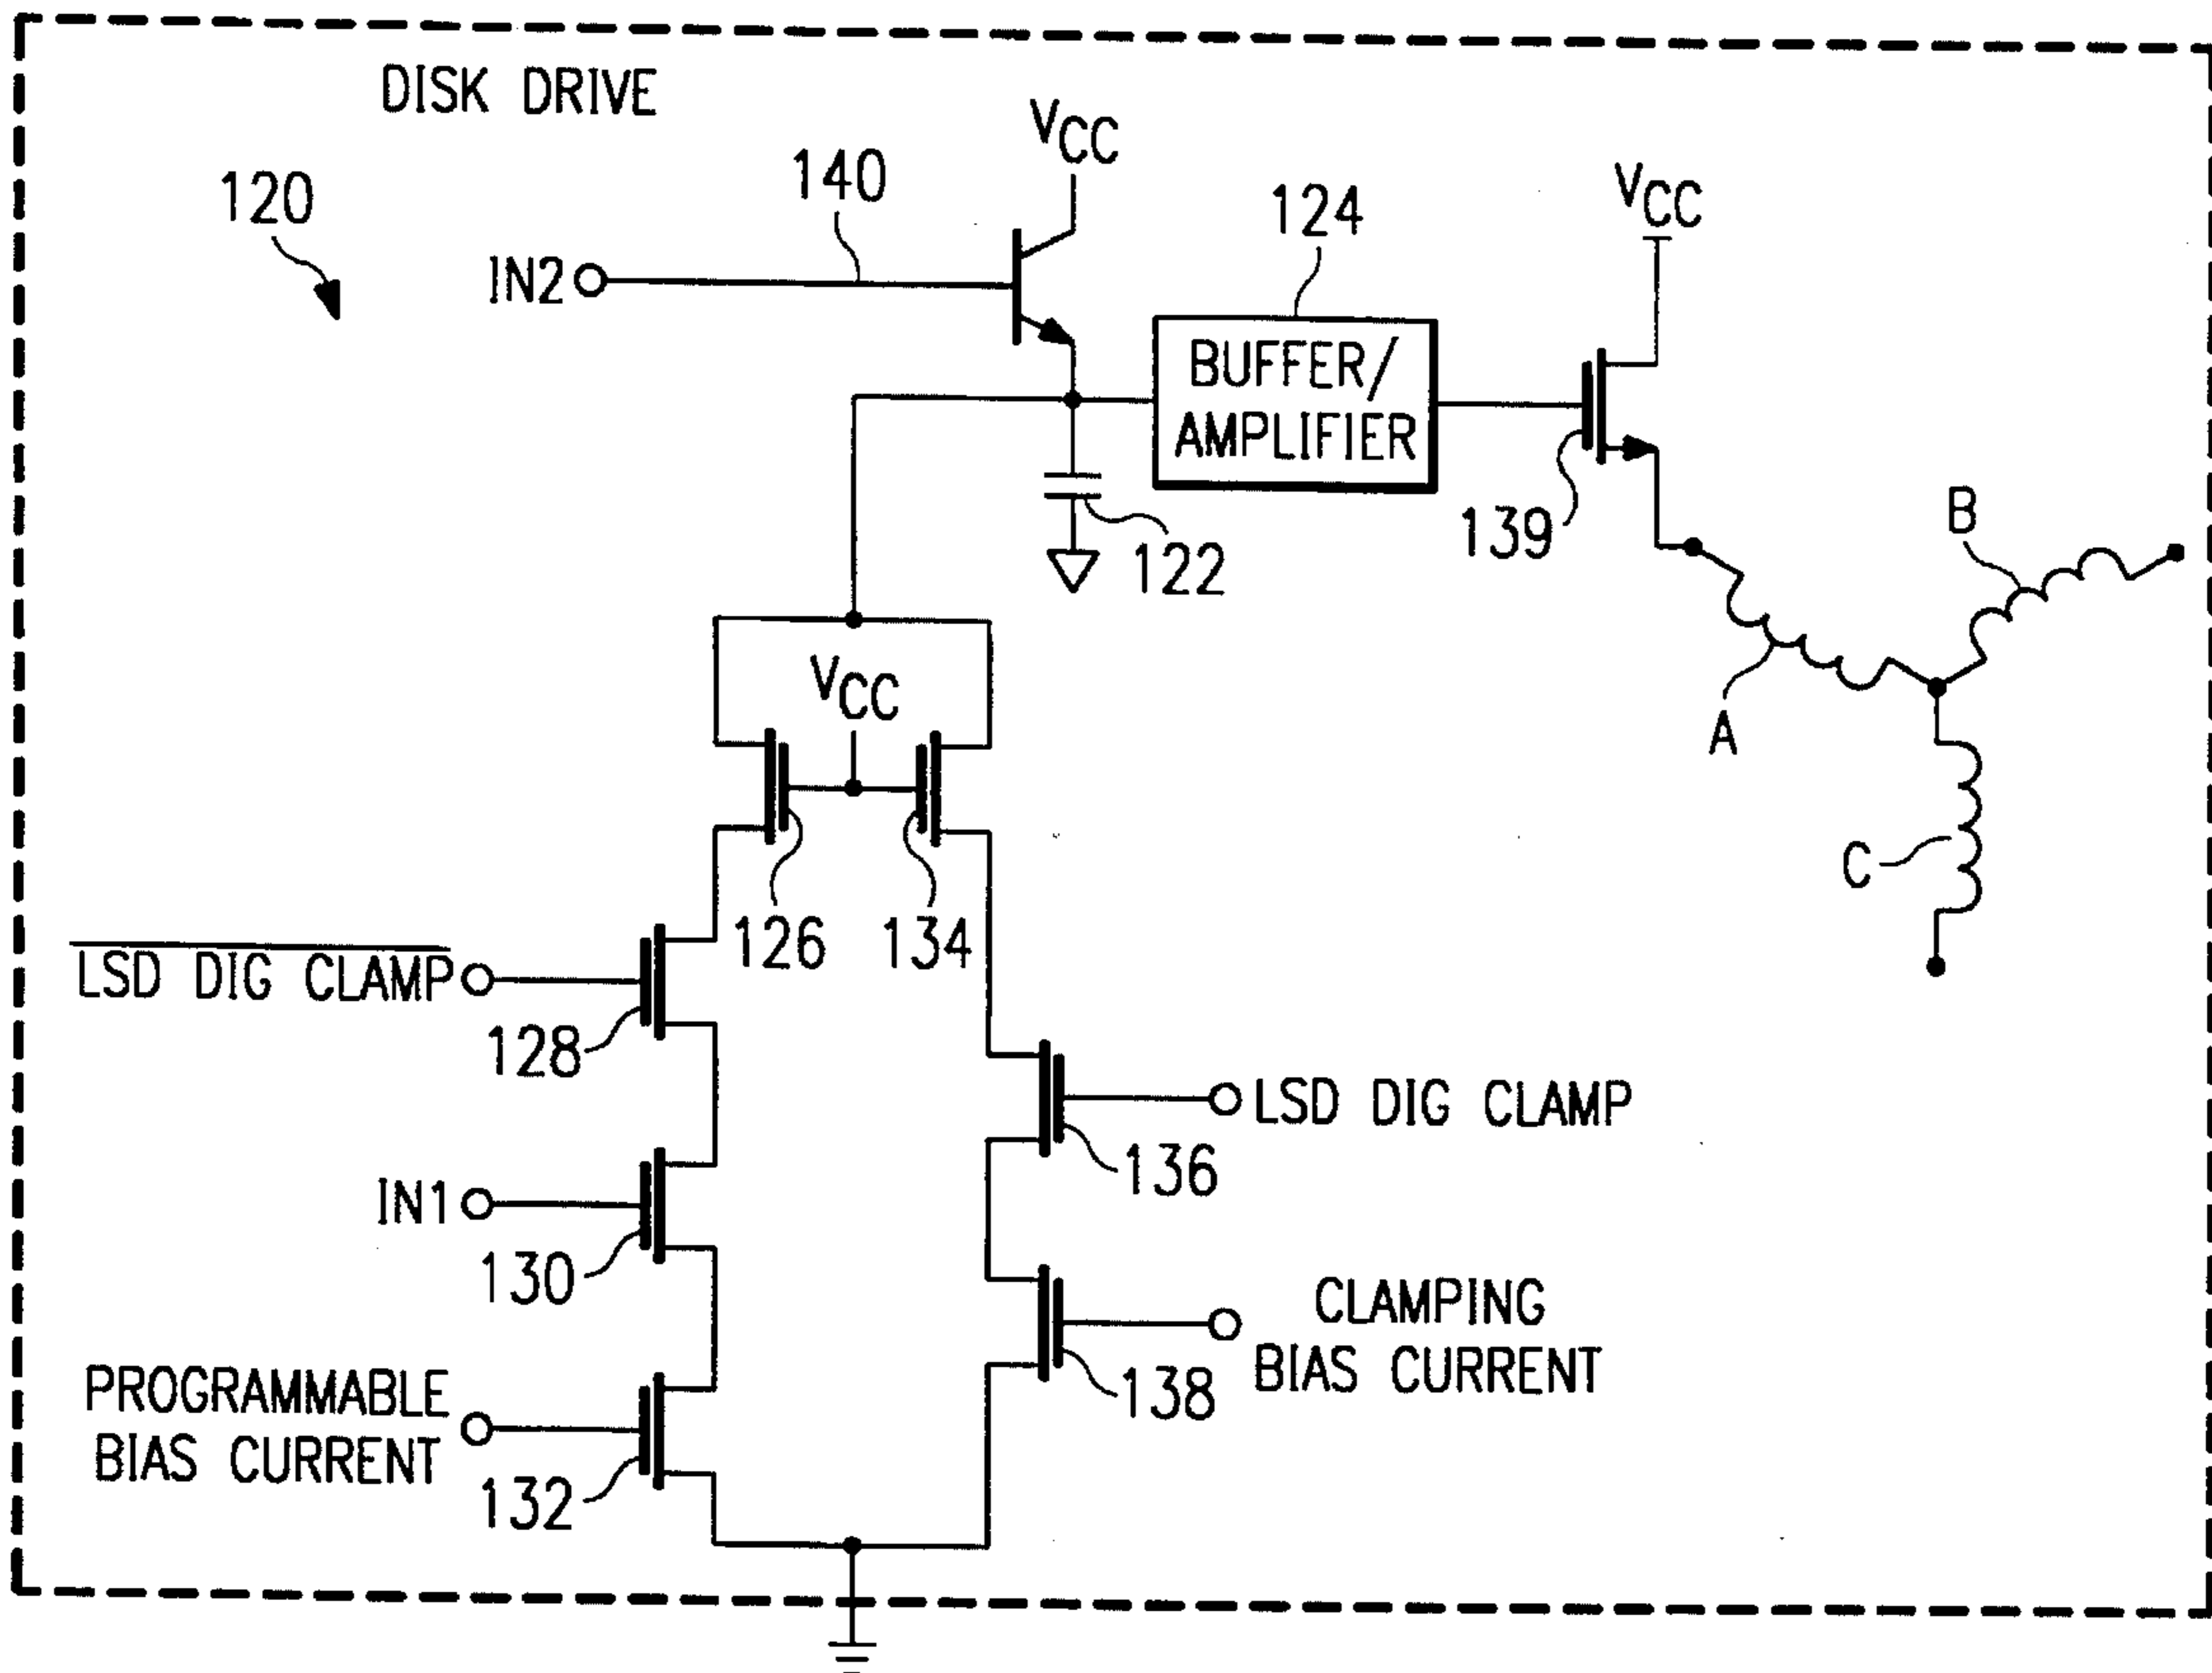 DISK DRIVE
120
140
VCC
124
VCC
IN2
BUFFER/
AMPLIFIER
139
122
B
A
C
VCC
126
134
LSD DIG CLAMP
128
LSD DIG CLAMP
136
IN1
130
CLAMPING
BIAS CURRENT
138
PROGRAMMABLE
BIAS CURRENT
132